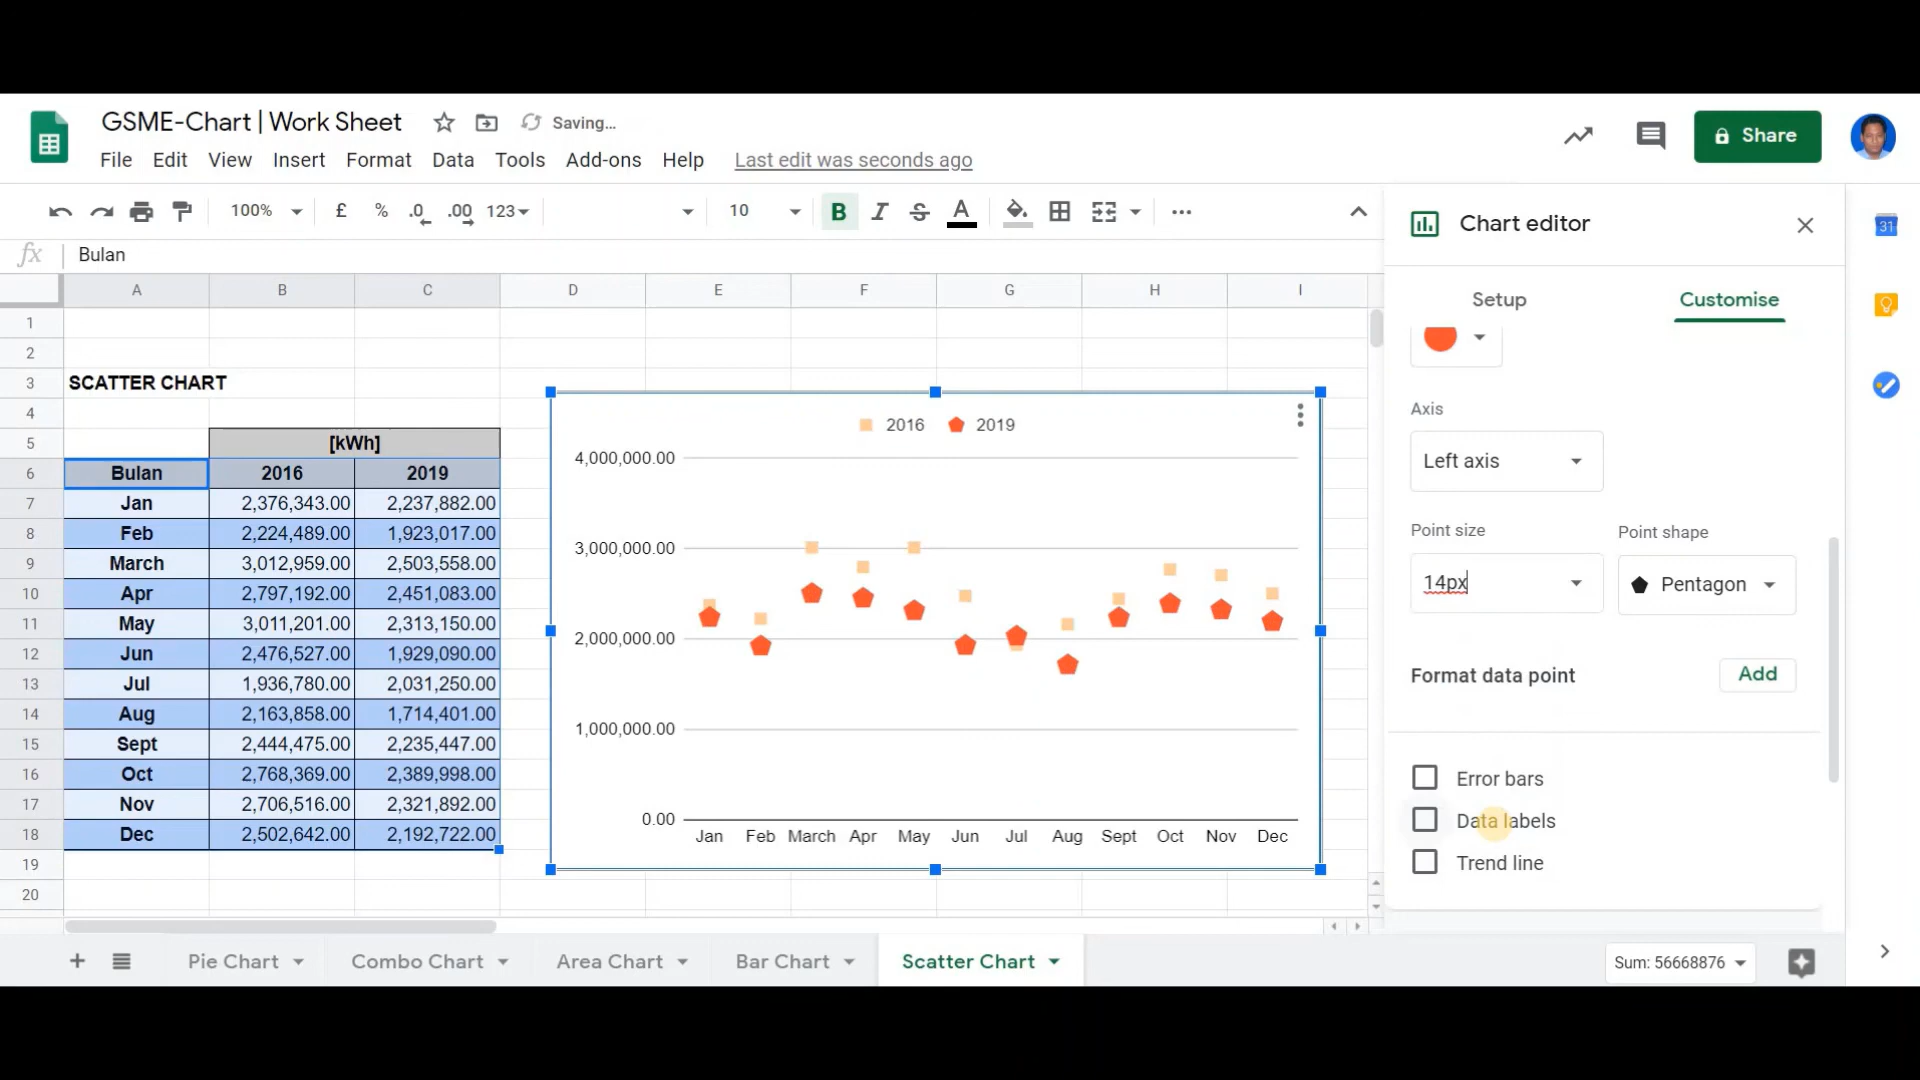 GSME-Chart | Work Sheet Saving...
File Edit View Insert Format Data Tools Add-ons Help Last edit was seconds ago
Share
100% £ % .0 .00 123 10 B I S A
fx Bulan
A B C D E F G H I
1
2
3 SCATTER CHART
4
5 [kWh]
6 Bulan 2016 2019
7 Jan 2,376,343.00 2,237,882.00
8 Feb 2,224,489.00 1,923,017.00
9 March 3,012,959.00 2,503,558.00
10 Apr 2,797,192.00 2,451,083.00
11 May 3,011,201.00 2,313,150.00
12 Jun 2,476,527.00 1,929,090.00
13 Jul 1,936,780.00 2,031,250.00
14 Aug 2,163,858.00 1,714,401.00
15 Sept 2,444,475.00 2,235,447.00
16 Oct 2,768,369.00 2,389,998.00
17 Nov 2,706,516.00 2,321,892.00
18 Dec 2,502,642.00 2,192,722.00
19
20
2016 2019
4,000,000.00
3,000,000.00
2,000,000.00
1,000,000.00
0.00
Jan Feb March Apr May Jun Jul Aug Sept Oct Nov Dec
Chart editor
Setup Customise
Axis
Left axis
Point size Point shape
14px Pentagon
Format data point Add
Error bars
Data labels
Trend line
31
Pie Chart Combo Chart Area Chart Bar Chart Scatter Chart Sum: 56668876